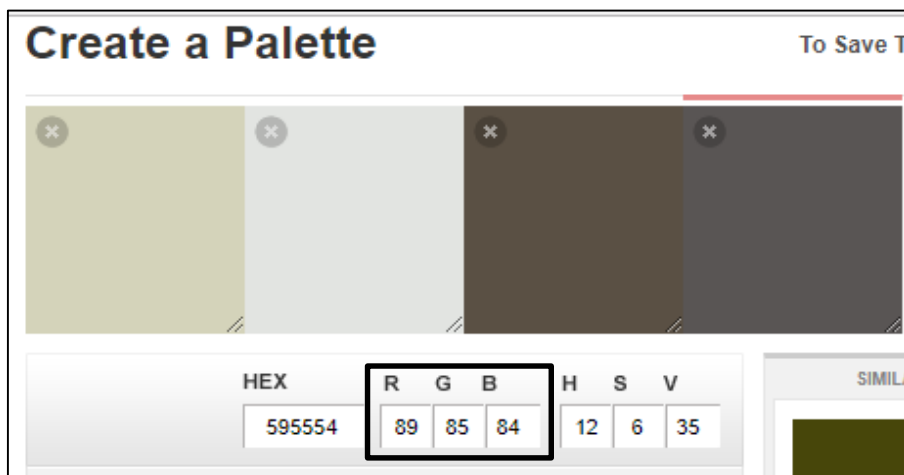 Create a Palette
To Save T
HEX R G B H S V
595554 89 85 84 12 6 35
SIMIL